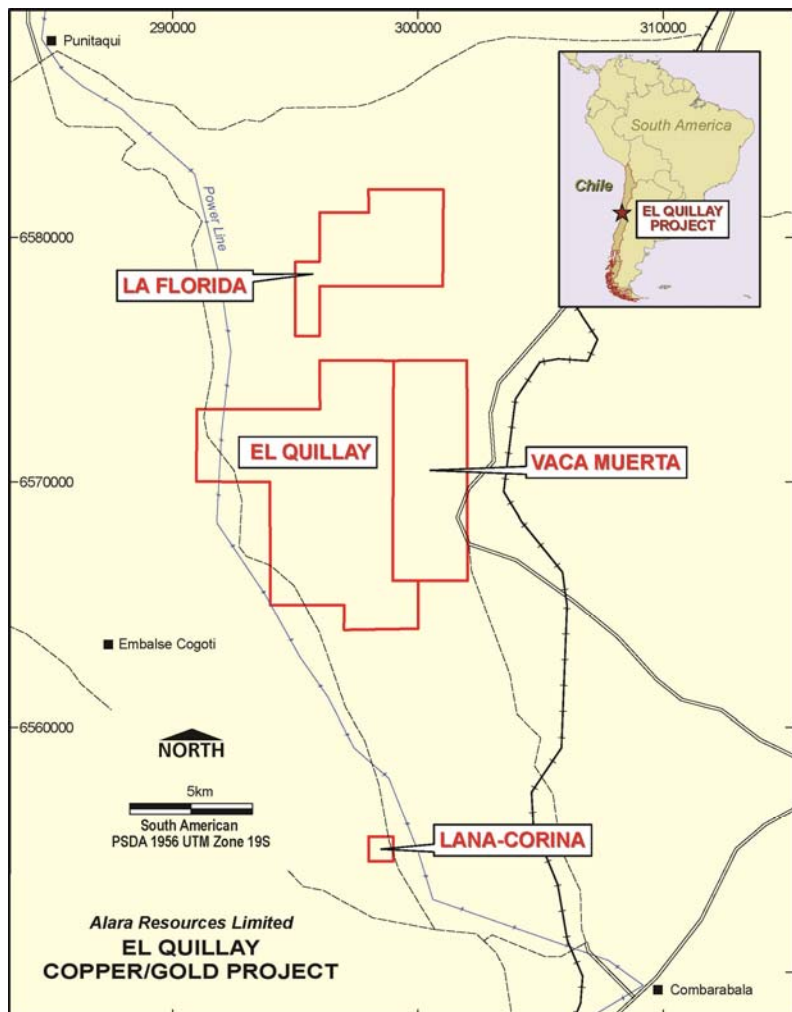 290000
300000
310000
Punitaqui
South America
Chile
EL QUILLAY
PROJECT
Power Line
6580000
LA FLORIDA
EL QUILLAY
VACA MUERTA
6570000
Embalse Cogoti
6560000
NORTH
5km
South American
PSDA 1956 UTM Zone 19S
LANA-CORINA
Alara Resources Limited
EL QUILLAY
COPPER/GOLD PROJECT
Combarabala